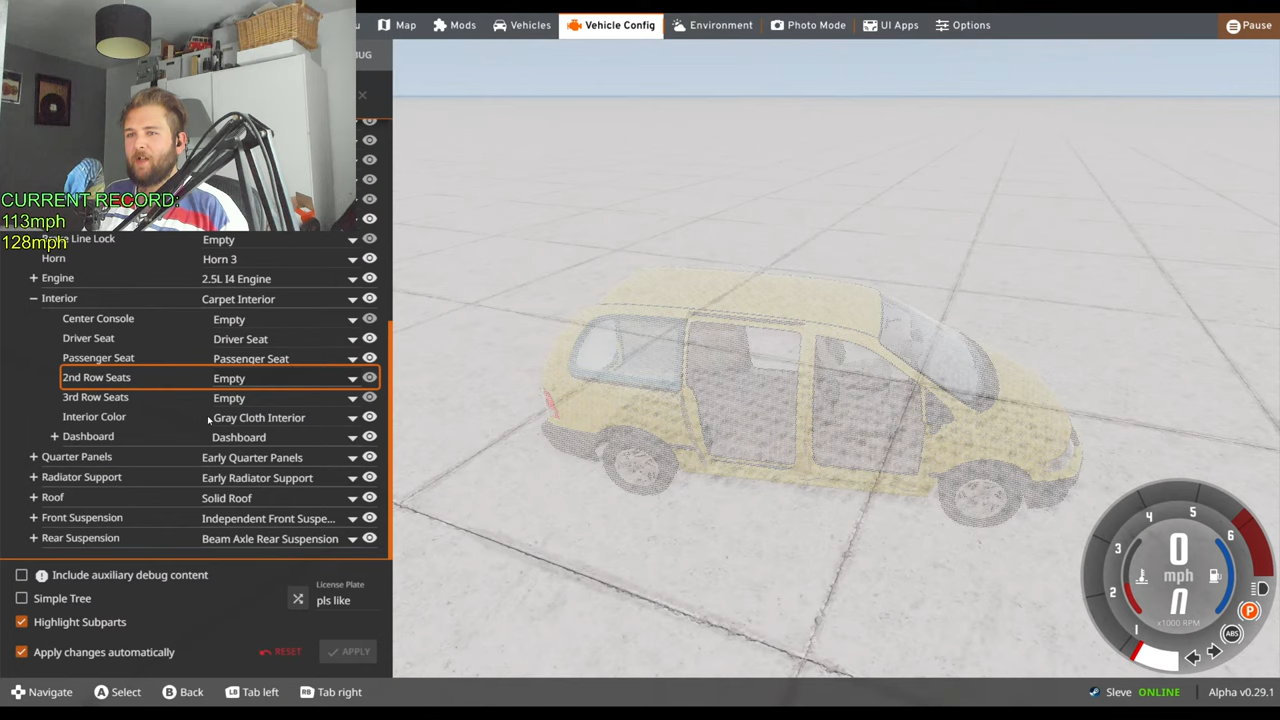 Map
Mods
Vehicles
Vehicle Config
Environment
Photo Mode
UI Apps
Options
Pause
CURRENT RECORD:
113mph
128mph
Line Lock Empty
Horn Horn 3
+ Engine 2.5L I4 Engine
− Interior Carpet Interior
Center Console Empty
Driver Seat Driver Seat
Passenger Seat Passenger Seat
2nd Row Seats Empty
3rd Row Seats Empty
Interior Color Gray Cloth Interior
+ Dashboard Dashboard
+ Quarter Panels Early Quarter Panels
+ Radiator Support Early Radiator Support
+ Roof Solid Roof
+ Front Suspension Independent Front Suspe...
+ Rear Suspension Beam Axle Rear Suspension
Include auxiliary debug content
Simple Tree
Highlight Subparts
Apply changes automatically
License Plate
pls like
RESET
APPLY
1 2 3 4 5 6
0
mph
n
x1000 RPM
P
ABS
Navigate
A Select
B Back
LB Tab left
RB Tab right
Sleve ONLINE
Alpha v0.29.1